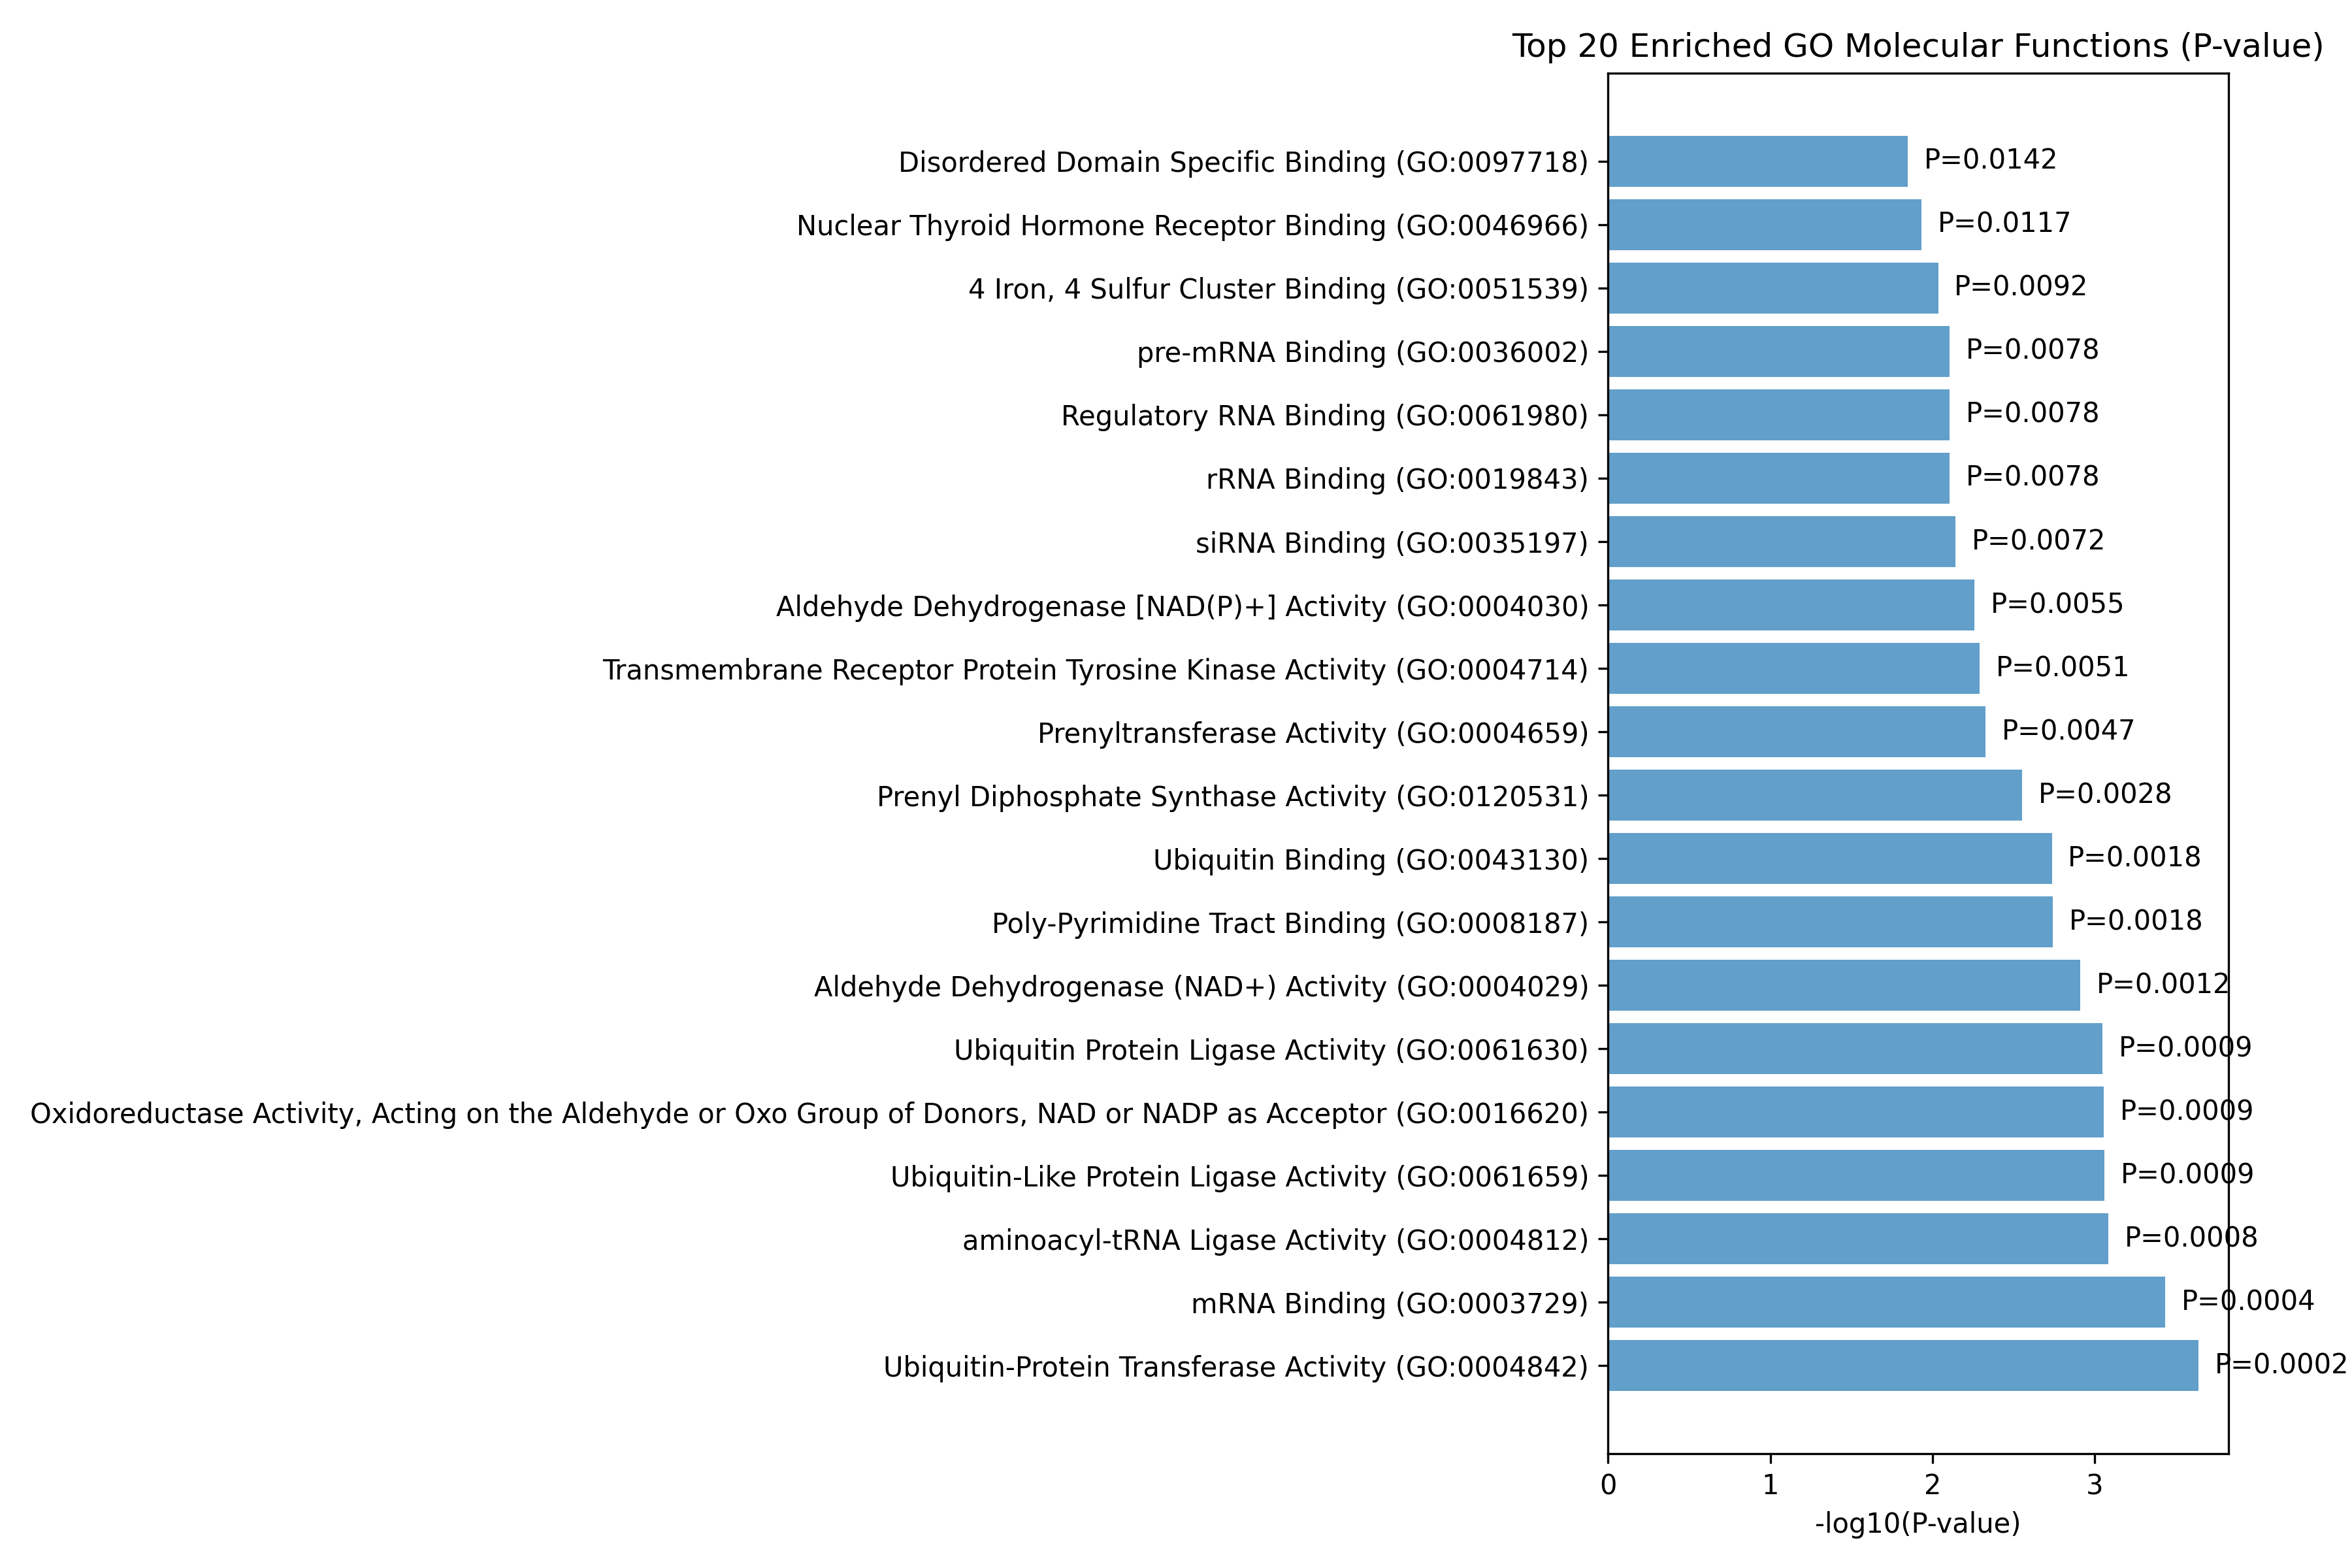 Top 20 Enriched GO Molecular Functions (P-value)
Disordered Domain Specific Binding (GO:0097718) P=0.0142
Nuclear Thyroid Hormone Receptor Binding (GO:0046966) P=0.0117
4 Iron, 4 Sulfur Cluster Binding (GO:0051539) P=0.0092
pre-mRNA Binding (GO:0036002) P=0.0078
Regulatory RNA Binding (GO:0061980) P=0.0078
rRNA Binding (GO:0019843) P=0.0078
siRNA Binding (GO:0035197) P=0.0072
Aldehyde Dehydrogenase [NAD(P)+] Activity (GO:0004030) P=0.0055
Transmembrane Receptor Protein Tyrosine Kinase Activity (GO:0004714) P=0.0051
Prenyltransferase Activity (GO:0004659) P=0.0047
Prenyl Diphosphate Synthase Activity (GO:0120531) P=0.0028
Ubiquitin Binding (GO:0043130) P=0.0018
Poly-Pyrimidine Tract Binding (GO:0008187) P=0.0018
Aldehyde Dehydrogenase (NAD+) Activity (GO:0004029) P=0.0012
Ubiquitin Protein Ligase Activity (GO:0061630) P=0.0009
Oxidoreductase Activity, Acting on the Aldehyde or Oxo Group of Donors, NAD or NADP as Acceptor (GO:0016620) P=0.0009
Ubiquitin-Like Protein Ligase Activity (GO:0061659) P=0.0009
aminoacyl-tRNA Ligase Activity (GO:0004812) P=0.0008
mRNA Binding (GO:0003729) P=0.0004
Ubiquitin-Protein Transferase Activity (GO:0004842) P=0.0002
0 1 2 3
-log10(P-value)